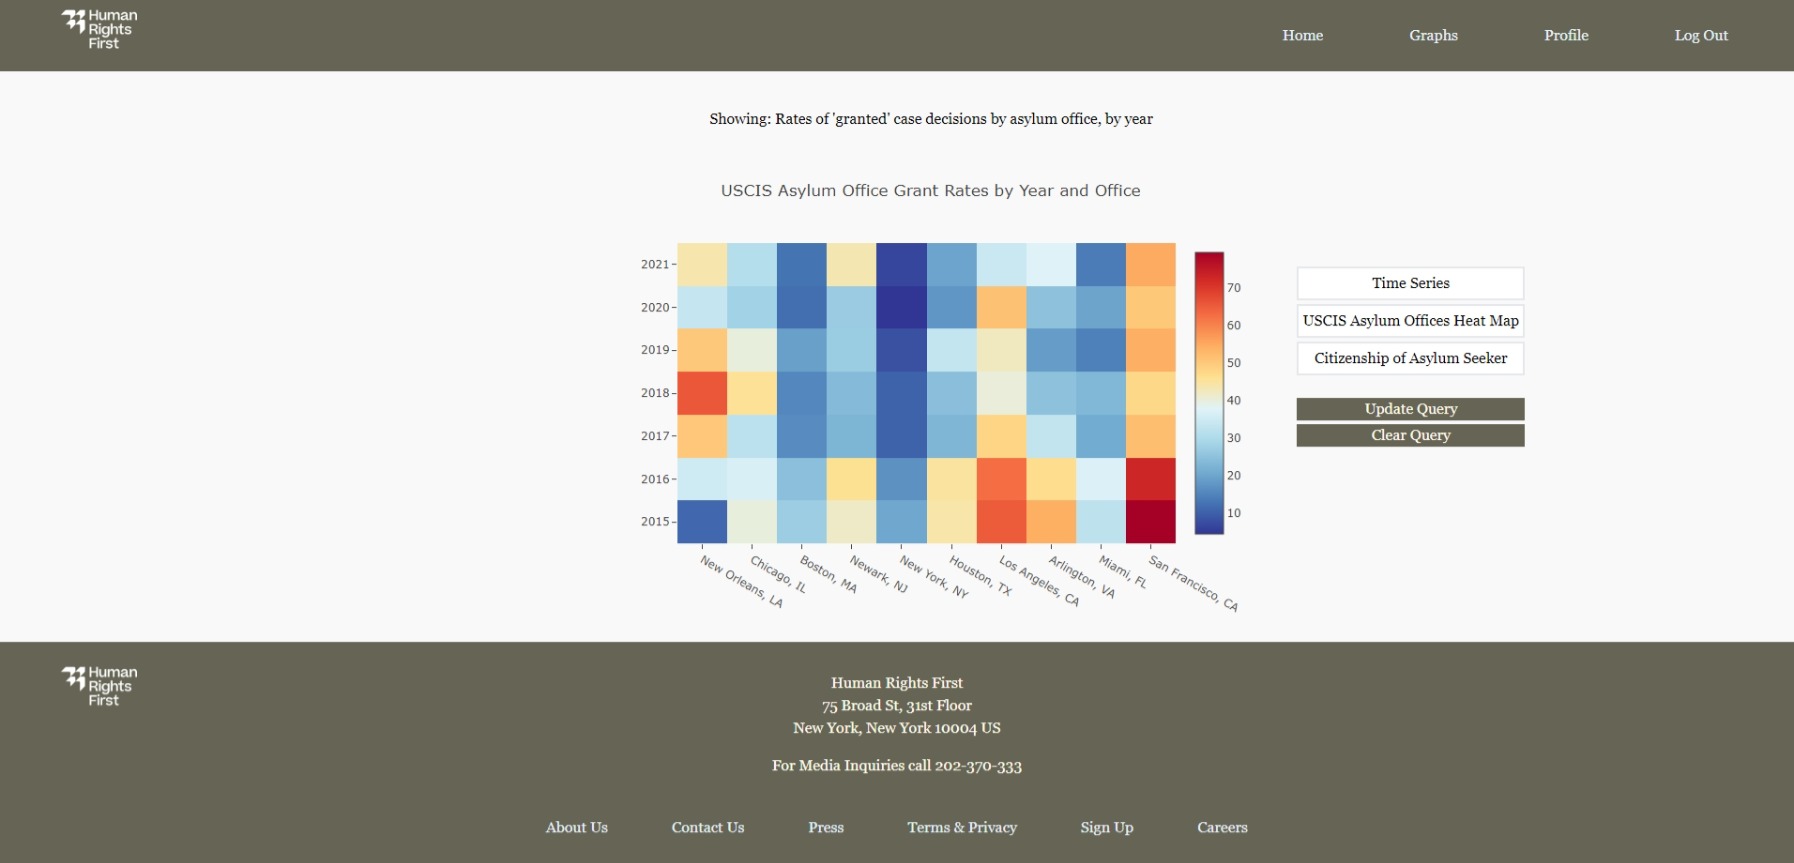 Human
Rights
First
Home
Graphs
Profile
Log Out
Showing: Rates of 'granted' case decisions by asylum office, by year
USCIS Asylum Office Grant Rates by Year and Office
2021
2020
2019
2018
2017
2016
2015
New Orleans, LA
Chicago, IL
Boston, MA
Newark, NJ
New York, NY
Houston, TX
Los Angeles, CA
Arlington, VA
Miami, FL
San Francisco, CA
70
60
50
40
30
20
10
Time Series
USCIS Asylum Offices Heat Map
Citizenship of Asylum Seeker
Update Query
Clear Query
Human
Rights
First
Human Rights First
75 Broad St, 31st Floor
New York, New York 10004 US
For Media Inquiries call 202-370-333
About Us
Contact Us
Press
Terms & Privacy
Sign Up
Careers